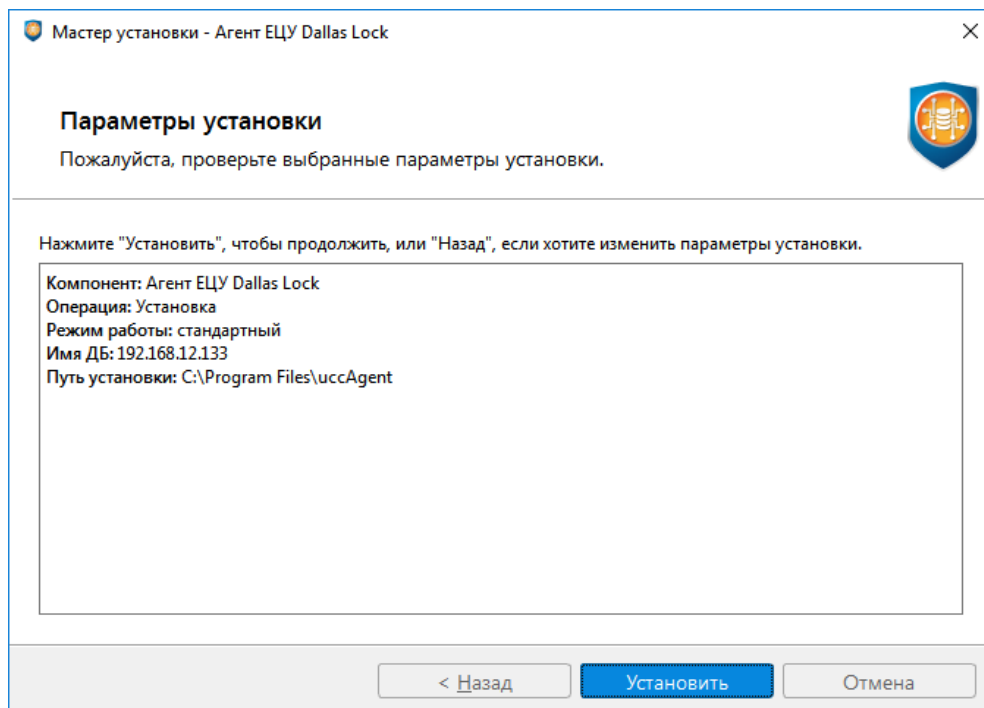 Мастер установки - Агент ЕЦУ Dallas Lock
Параметры установки
Пожалуйста, проверьте выбранные параметры установки.
Нажмите "Установить", чтобы продолжить, или "Назад", если хотите изменить параметры установки.
Компонент: Агент ЕЦУ Dallas Lock
Операция: Установка
Режим работы: стандартный
Имя ДБ: 192.168.12.133
Путь установки: C:\Program Files\uccAgent
< Назад
Установить
Отмена